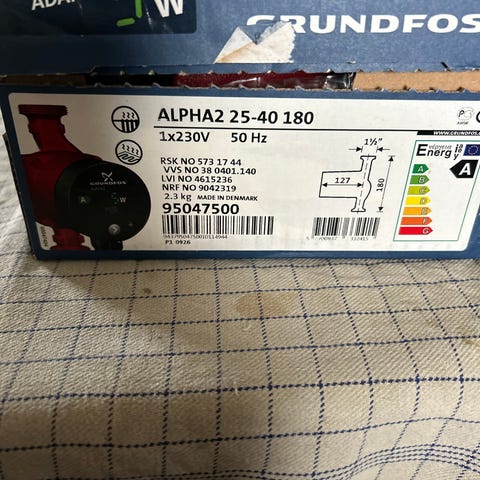 ADA
W
GRUNDFOS
ALPHA2 25-40 180
1x230V 50 Hz
1½"
127
180
RSK NO 573 17 44
VVS NO 38 0401.140
LVI NO 4615236
NRF NO 9042319
2.3 kg MADE IN DENMARK
95047500
P1 0926
GRUNDFOS
A
W
WWW.GRUNDFOS.
Energy
A
A
B
C
D
E
F
G